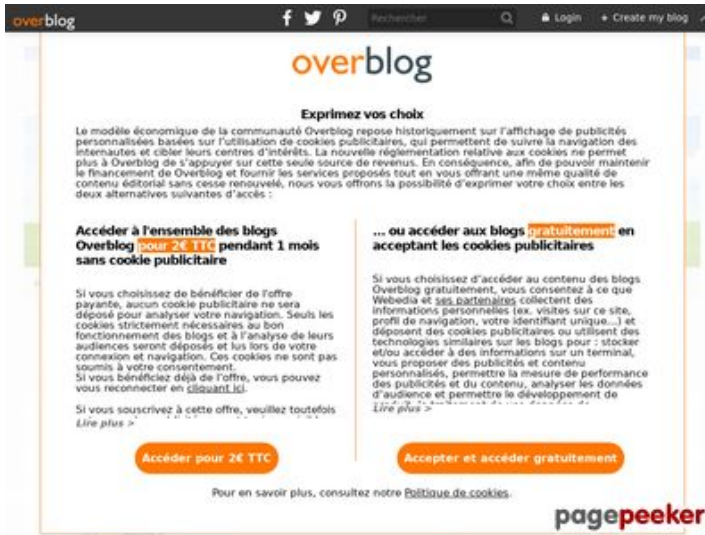 overblog
Rechercher
Login
+ Create my blog
overblog
Exprimez vos choix
Le modèle économique de la communauté Overblog repose historiquement sur l'affichage de publicités
personnalisées basées sur l'utilisation de cookies publicitaires, qui permettent de suivre la navigation des
internautes et cibler leurs centres d'intérêts. La nouvelle réglementation relative aux cookies ne permet
plus à Overblog de s'appuyer sur cette seule source de revenus. En conséquence, afin de pouvoir maintenir
le financement de Overblog et fournir les services proposés tout en vous offrant une même qualité de
contenu éditorial sans cesse renouvelé, nous vous offrons la possibilité d'exprimer votre choix entre les
deux alternatives suivantes d'accès :
Accéder à l'ensemble des blogs
Overblog pour 2€ TTC pendant 1 mois
sans cookie publicitaire
Si vous choisissez de bénéficier de l'offre
payante, aucun cookie publicitaire ne sera
déposé pour analyser votre navigation. Seuls les
cookies strictement nécessaires au bon
fonctionnement des blogs et à l'analyse de leurs
audiences seront déposés et lus lors de votre
connexion et navigation. Ces cookies ne sont pas
soumis à votre consentement.
Si vous bénéficiez déjà de l'offre, vous pouvez
vous reconnecter en cliquant ici.
Si vous souscrivez à cette offre, veuillez toutefois
Lire plus >
Accéder pour 2€ TTC
... ou accéder aux blogs gratuitement en
acceptant les cookies publicitaires
Si vous choisissez d'accéder au contenu des blogs
Overblog gratuitement, vous consentez à ce que
Webedia et ses partenaires collectent des
informations personnelles (ex. visites sur ce site,
profil de navigation, votre identifiant unique...) et
déposent des cookies publicitaires ou utilisent des
technologies similaires sur les blogs pour : stocker
et/ou accéder à des informations sur un terminal,
vous proposer des publicités et contenu
personnalisés, permettre la mesure de performance
des publicités et du contenu, analyser les données
d'audience et permettre le développement de
Lire plus >
Accepter et accéder gratuitement
Pour en savoir plus, consultez notre Politique de cookies.
pagepeeker